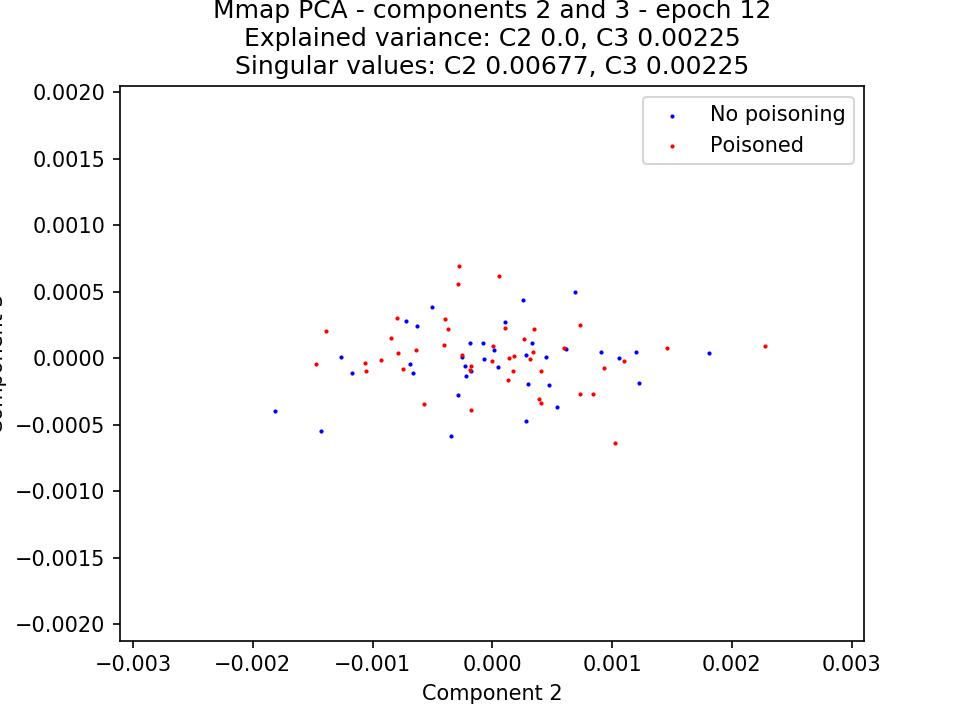 Mmap PCA - components 2 and 3 - epoch 12
Explained variance: C2 0.0, C3 0.00225
Singular values: C2 0.00677, C3 0.00225
No poisoning
Poisoned
0.0020
0.0015
0.0010
0.0005
0.0000
−0.0005
−0.0010
−0.0015
−0.0020
−0.003
−0.002
−0.001
0.000
0.001
0.002
0.003
Component 2